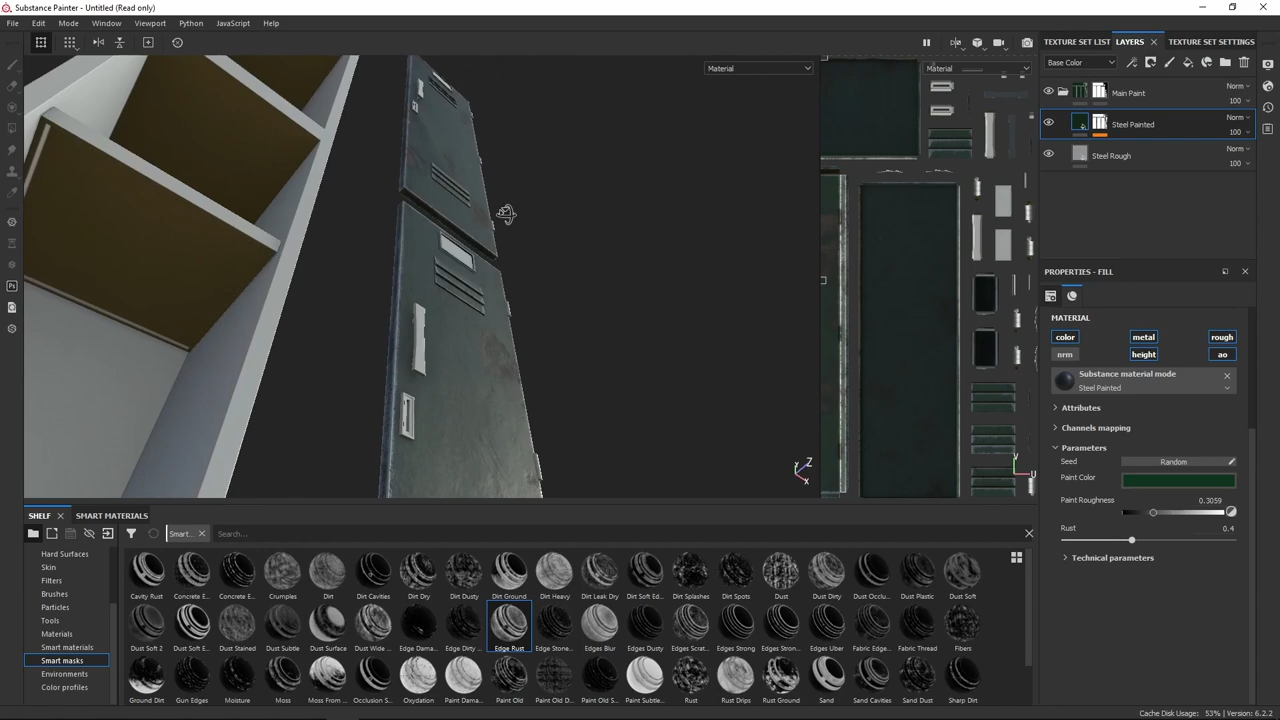 Substance Painter - Untitled (Read only)
File Edit Mode Window Viewport Python JavaScript Help
TEXTURE SET LIST LAYERS TEXTURE SET SETTINGS
Material Material
Base Color
Main Paint Norm 100
Steel Painted Norm 100
Steel Rough Norm 100
PROPERTIES - FILL
MATERIAL
color metal rough
nrm height ao
Substance material mode
Steel Painted
Attributes
Channels mapping
Parameters
Seed Random
Paint Color
Paint Roughness 0.3059
Rust 0.4
Technical parameters
Y Z X
Y U
SHELF SMART MATERIALS
Smart... Search...
Hard Surfaces
Skin
Filters
Brushes
Particles
Tools
Materials
Smart materials
Smart masks
Environments
Color profiles
Cavity Rust Concrete E... Concrete E... Crumples Dirt Dirt Cavities Dirt Dry Dirt Dusty Dirt Ground Dirt Heavy Dirt Leak Dry Dirt Soft Ed... Dirt Splashes Dirt Spots Dust Dust Dirty Dust Occlu... Dust Plastic Dust Soft
Dust Soft 2 Dust Soft E... Dust Stained Dust Subtle Dust Surface Dust Wide ... Edge Dama... Edge Dirty ... Edge Rust Edge Stone... Edges Blur Edges Dusty Edges Scrat... Edges Strong Edges Stron... Edges Uber Fabric Edge... Fabric Thread Fibers
Ground Dirt Gun Edges Moisture Moss Moss From ... Occlusion S... Oxydation Paint Dama... Paint Old Paint Old D... Paint Old S... Paint Subtle... Rust Rust Drips Rust Ground Sand Sand Cavities Sand Dust Sharp Dirt
Cache Disk Usage: 53% | Version: 6.2.2